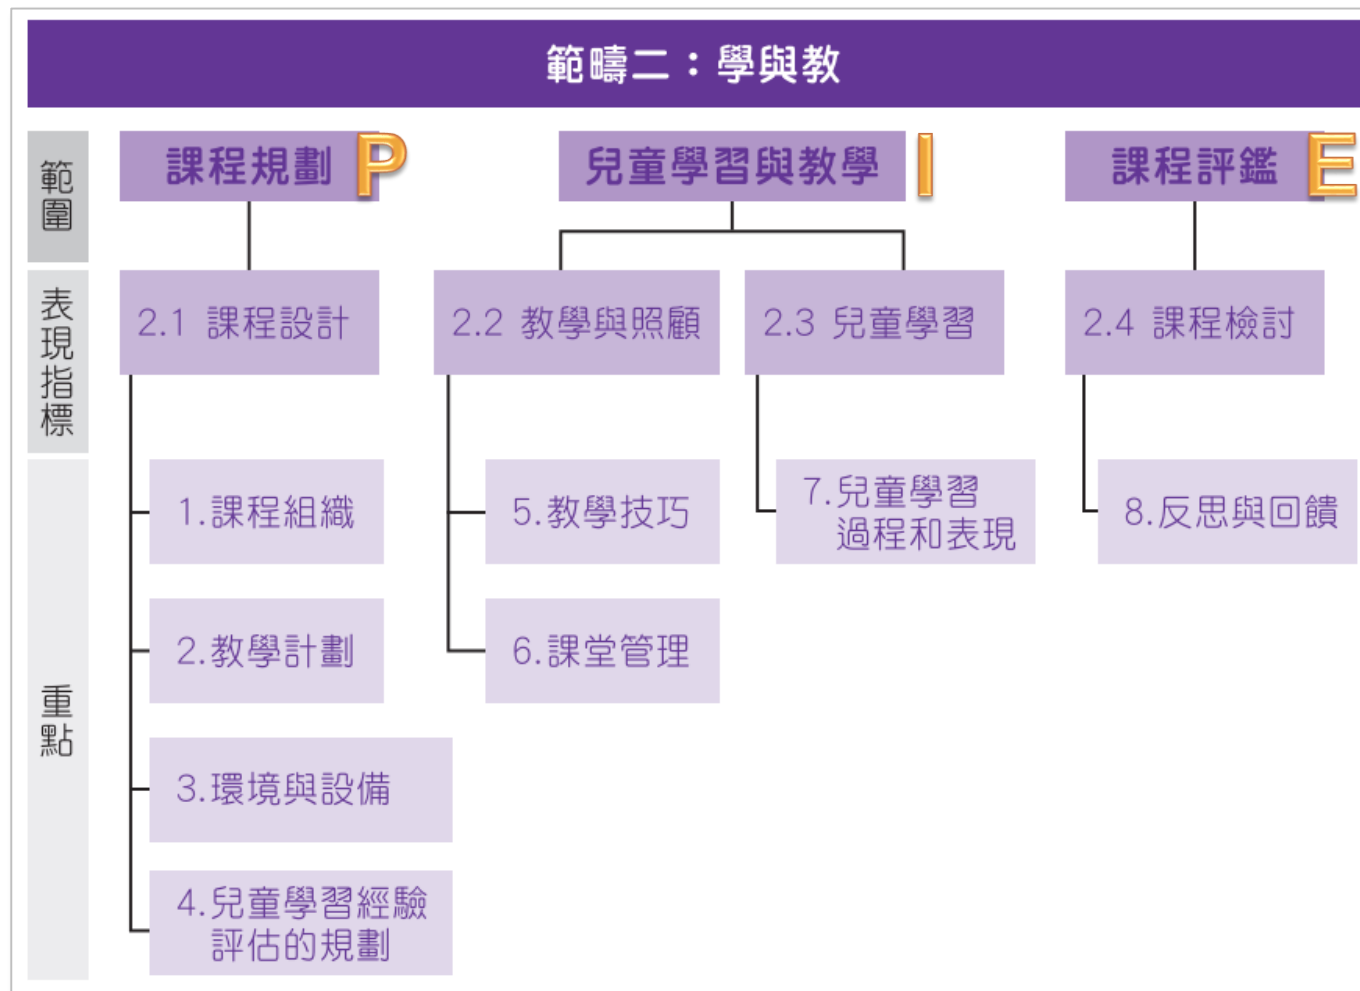 範疇二：學與教
範圍
課程規劃 P
兒童學習與教學 I
課程評鑑 E
表現指標
2.1 課程設計
2.2 教學與照顧
2.3 兒童學習
2.4 課程檢討
重點
1.課程組織
2.教學計劃
3.環境與設備
4.兒童學習經驗
評估的規劃
5.教學技巧
6.課堂管理
7.兒童學習
過程和表現
8.反思與回饋